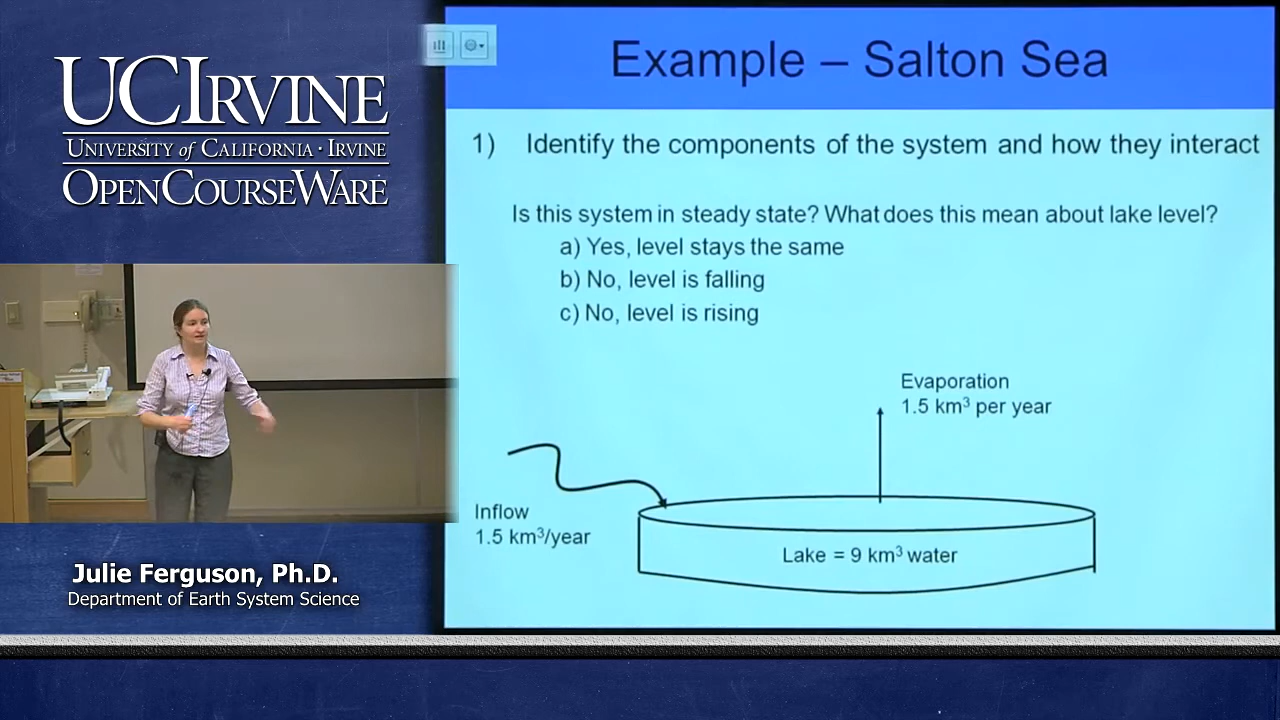 UCIRVINE
UNIVERSITY of CALIFORNIA · IRVINE
OPENCOURSEWARE
Julie Ferguson, Ph.D.
Department of Earth System Science
Example – Salton Sea
1) Identify the components of the system and how they interact
Is this system in steady state? What does this mean about lake level?
a) Yes, level stays the same
b) No, level is falling
c) No, level is rising
Evaporation
1.5 km³ per year
Inflow
1.5 km³/year
Lake = 9 km³ water